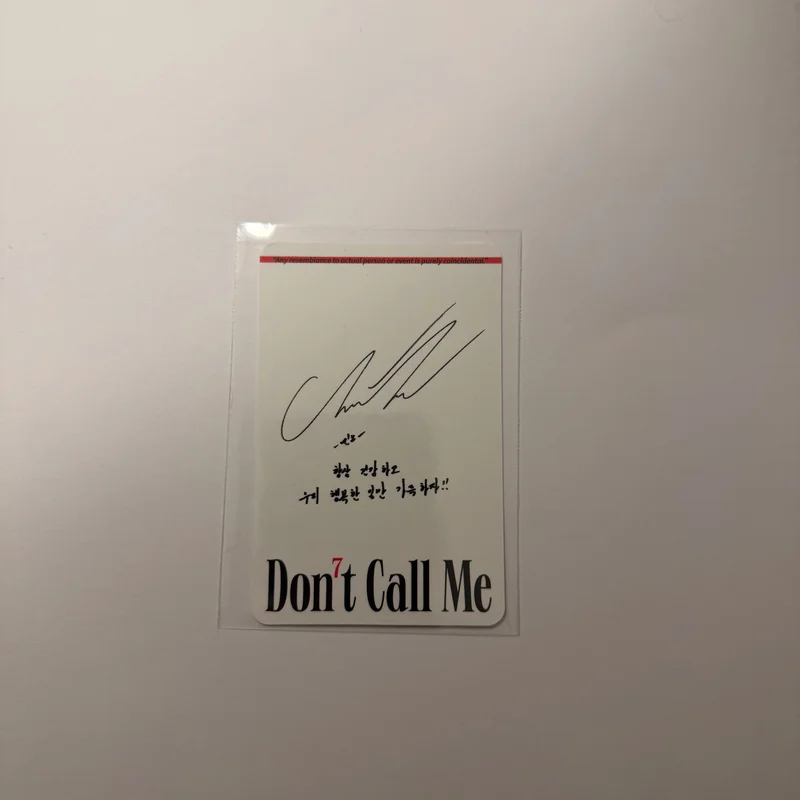 "Any resemblance to actual person or event is purely coincidental."
-민호-
항상 건강하고
우리 행복한 일만 가득하자!!
Don7t Call Me